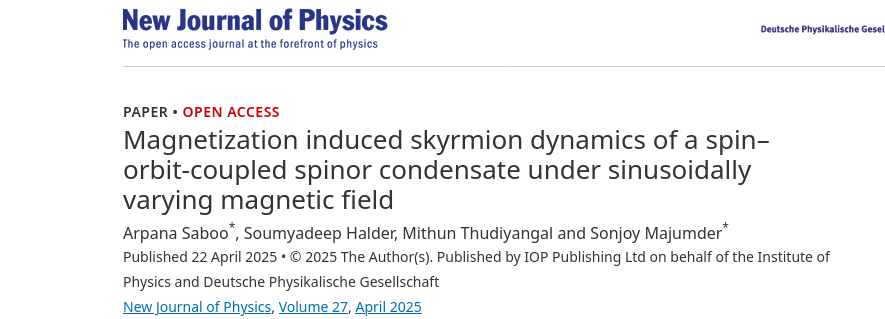 New Journal of Physics
The open access journal at the forefront of physics
Deutsche Physikalische
PAPER • OPEN ACCESS
Magnetization induced skyrmion dynamics of a spin–
orbit-coupled spinor condensate under sinusoidally
varying magnetic field
Arpana Saboo*, Soumyadeep Halder, Mithun Thudiyangal and Sonjoy Majumder*
Published 22 April 2025 • © 2025 The Author(s). Published by IOP Publishing Ltd on behalf of the Institute of
Physics and Deutsche Physikalische Gesellschaft
New Journal of Physics, Volume 27, April 2025